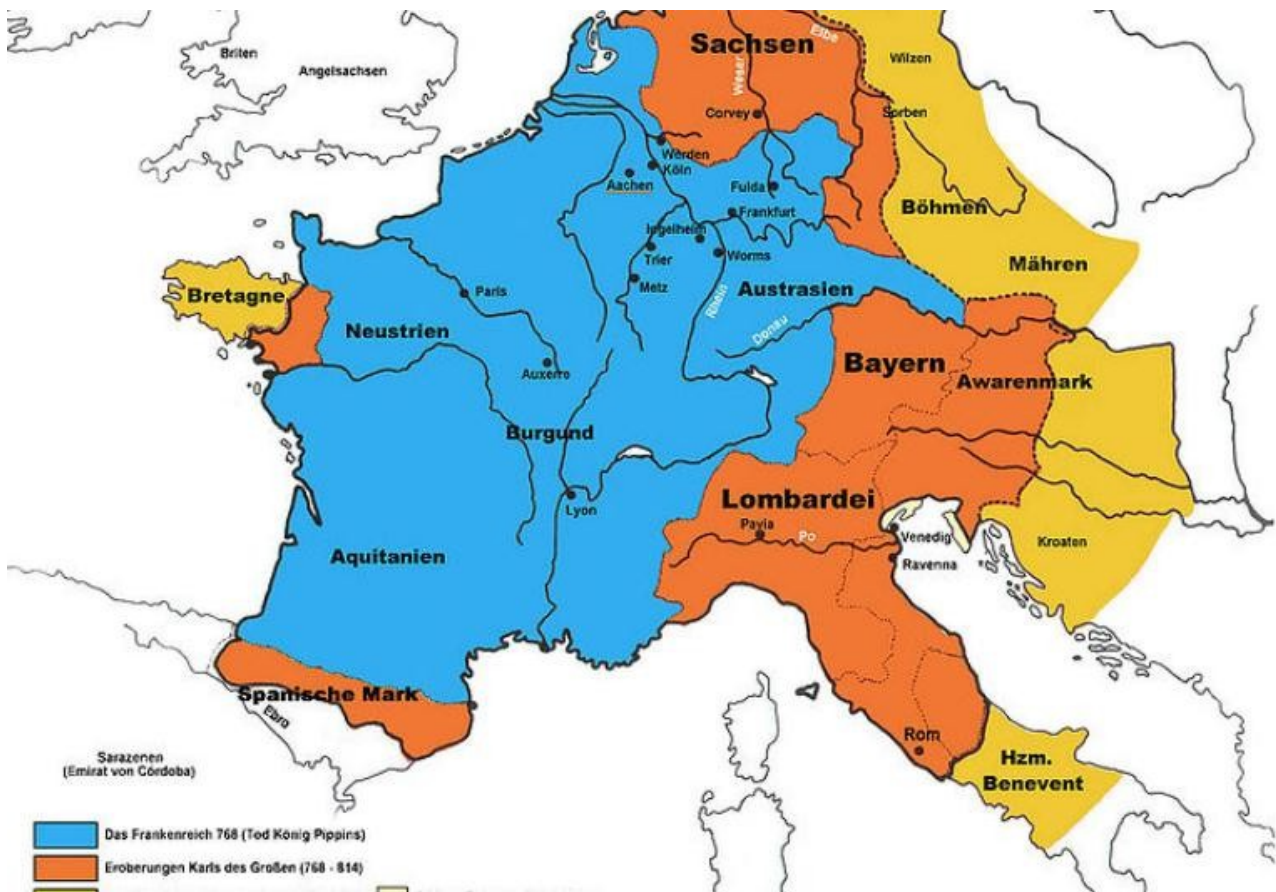 Sachsen
Elbe
Briten
Angelsachsen
Weser
Wilzen
Corvey
Sorben
Werden
Köln
Aachen
Fulda
Frankfurt
Böhmen
Ingelheim
Trier
Worms
Mähren
Metz
Rhein
Austrasien
Bretagne
Paris
Neustrien
Donau
Bayern
Auxerre
Awarenmark
Burgund
Lombardei
Lyon
Pavia
Po
Venedig
Kroaten
Aquitanien
Ravenna
Spanische Mark
Ebro
Rom
Sarazenen
(Emirat von Córdoba)
Hzm.
Benevent
Das Frankenreich 768 (Tod König Pippins)
Eroberungen Karls des Großen (768 - 814)